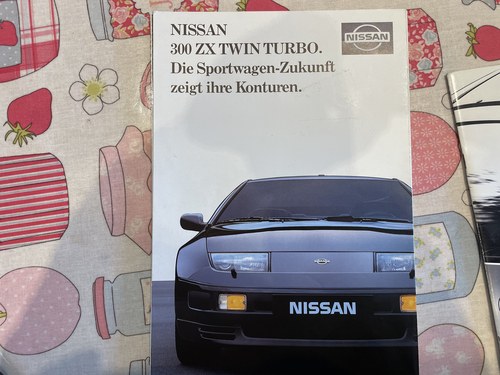 NISSAN
300 ZX TWIN TURBO.
Die Sportwagen-Zukunft
zeigt ihre Konturen.
NISSAN
NISSAN